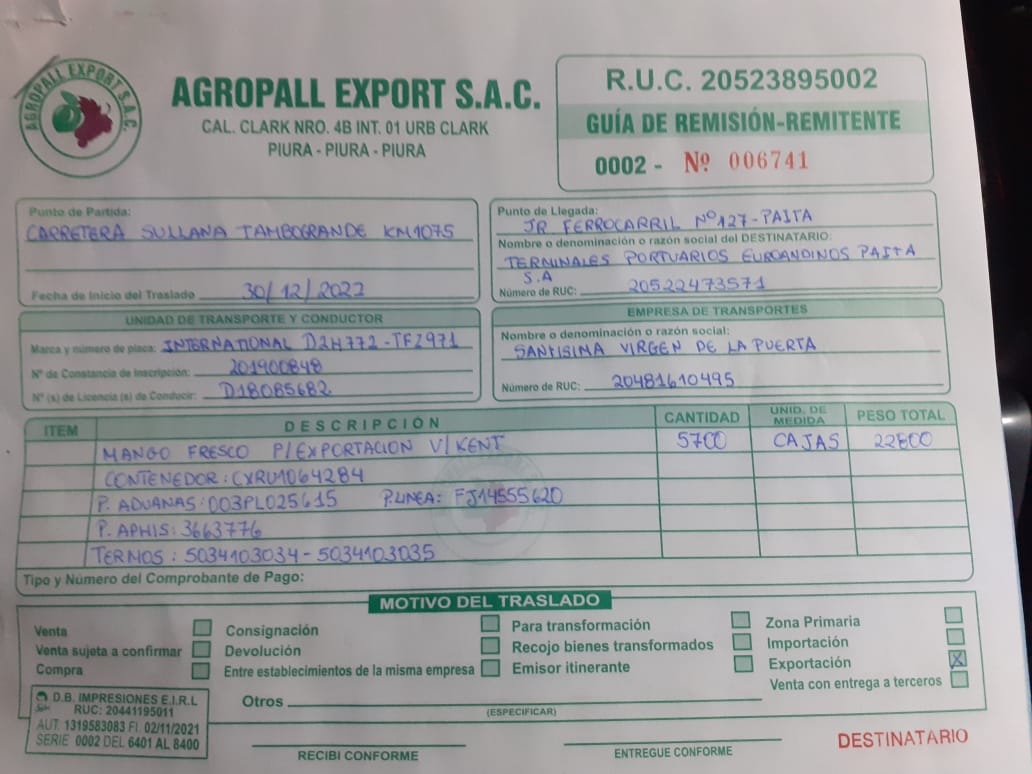 AGROPALL EXPORT S.A.C.
AGROPALL EXPORT S.A.C.
CAL. CLARK NRO. 4B INT. 01 URB CLARK
PIURA - PIURA - PIURA
R.U.C. 20523895002
GUÍA DE REMISIÓN-REMITENTE
0002 - Nº 006741
Punto de Partida:
CARRETERA SULLANA TAMBOGRANDE KM1075
Fecha de Inicio del Traslado 30/12/2022
Punto de Llegada:
JR FERROCARRIL Nº127-PAITA
Nombre o denominación o razón social del DESTINATARIO:
TERMINALES PORTUARIOS EUROANDINOS PAITA
S.A
Número de RUC: 20522473571
UNIDAD DE TRANSPORTE Y CONDUCTOR
Marca y número de placa: INTERNATIONAL D2H772-TFZ971
Nº de Constancia de Inscripción: 201900848
Nº (s) de Licencia (s) de Conducir: D18085682
EMPRESA DE TRANSPORTES
Nombre o denominación o razón social:
SANTISIMA VIRGEN DE LA PUERTA
Número de RUC: 20481610495
ITEM DESCRIPCIÓN CANTIDAD UNID. DE MEDIDA PESO TOTAL
MANGO FRESCO P/EXPORTACION V/KENT 5700 CAJAS 22800
CONTENEDOR: CXRU1064284
P. ADUANAS: 003PL025615 P.LINEA: FJ14555620
P. APHIS: 3663776
TERMOS : 5034103034-5034103035
Tipo y Número del Comprobante de Pago:
MOTIVO DEL TRASLADO
Venta Consignación Para transformación Zona Primaria
Venta sujeta a confirmar Devolución Recojo bienes transformados Importación
Compra Entre establecimientos de la misma empresa Emisor itinerante Exportación X
Venta con entrega a terceros
Otros
(ESPECIFICAR)
D.B. IMPRESIONES E.I.R.L
RUC: 20441195011
AUT. 1319583083 FI. 02/11/2021
SERIE 0002 DEL 6401 AL 8400
RECIBI CONFORME
ENTREGUE CONFORME
DESTINATARIO